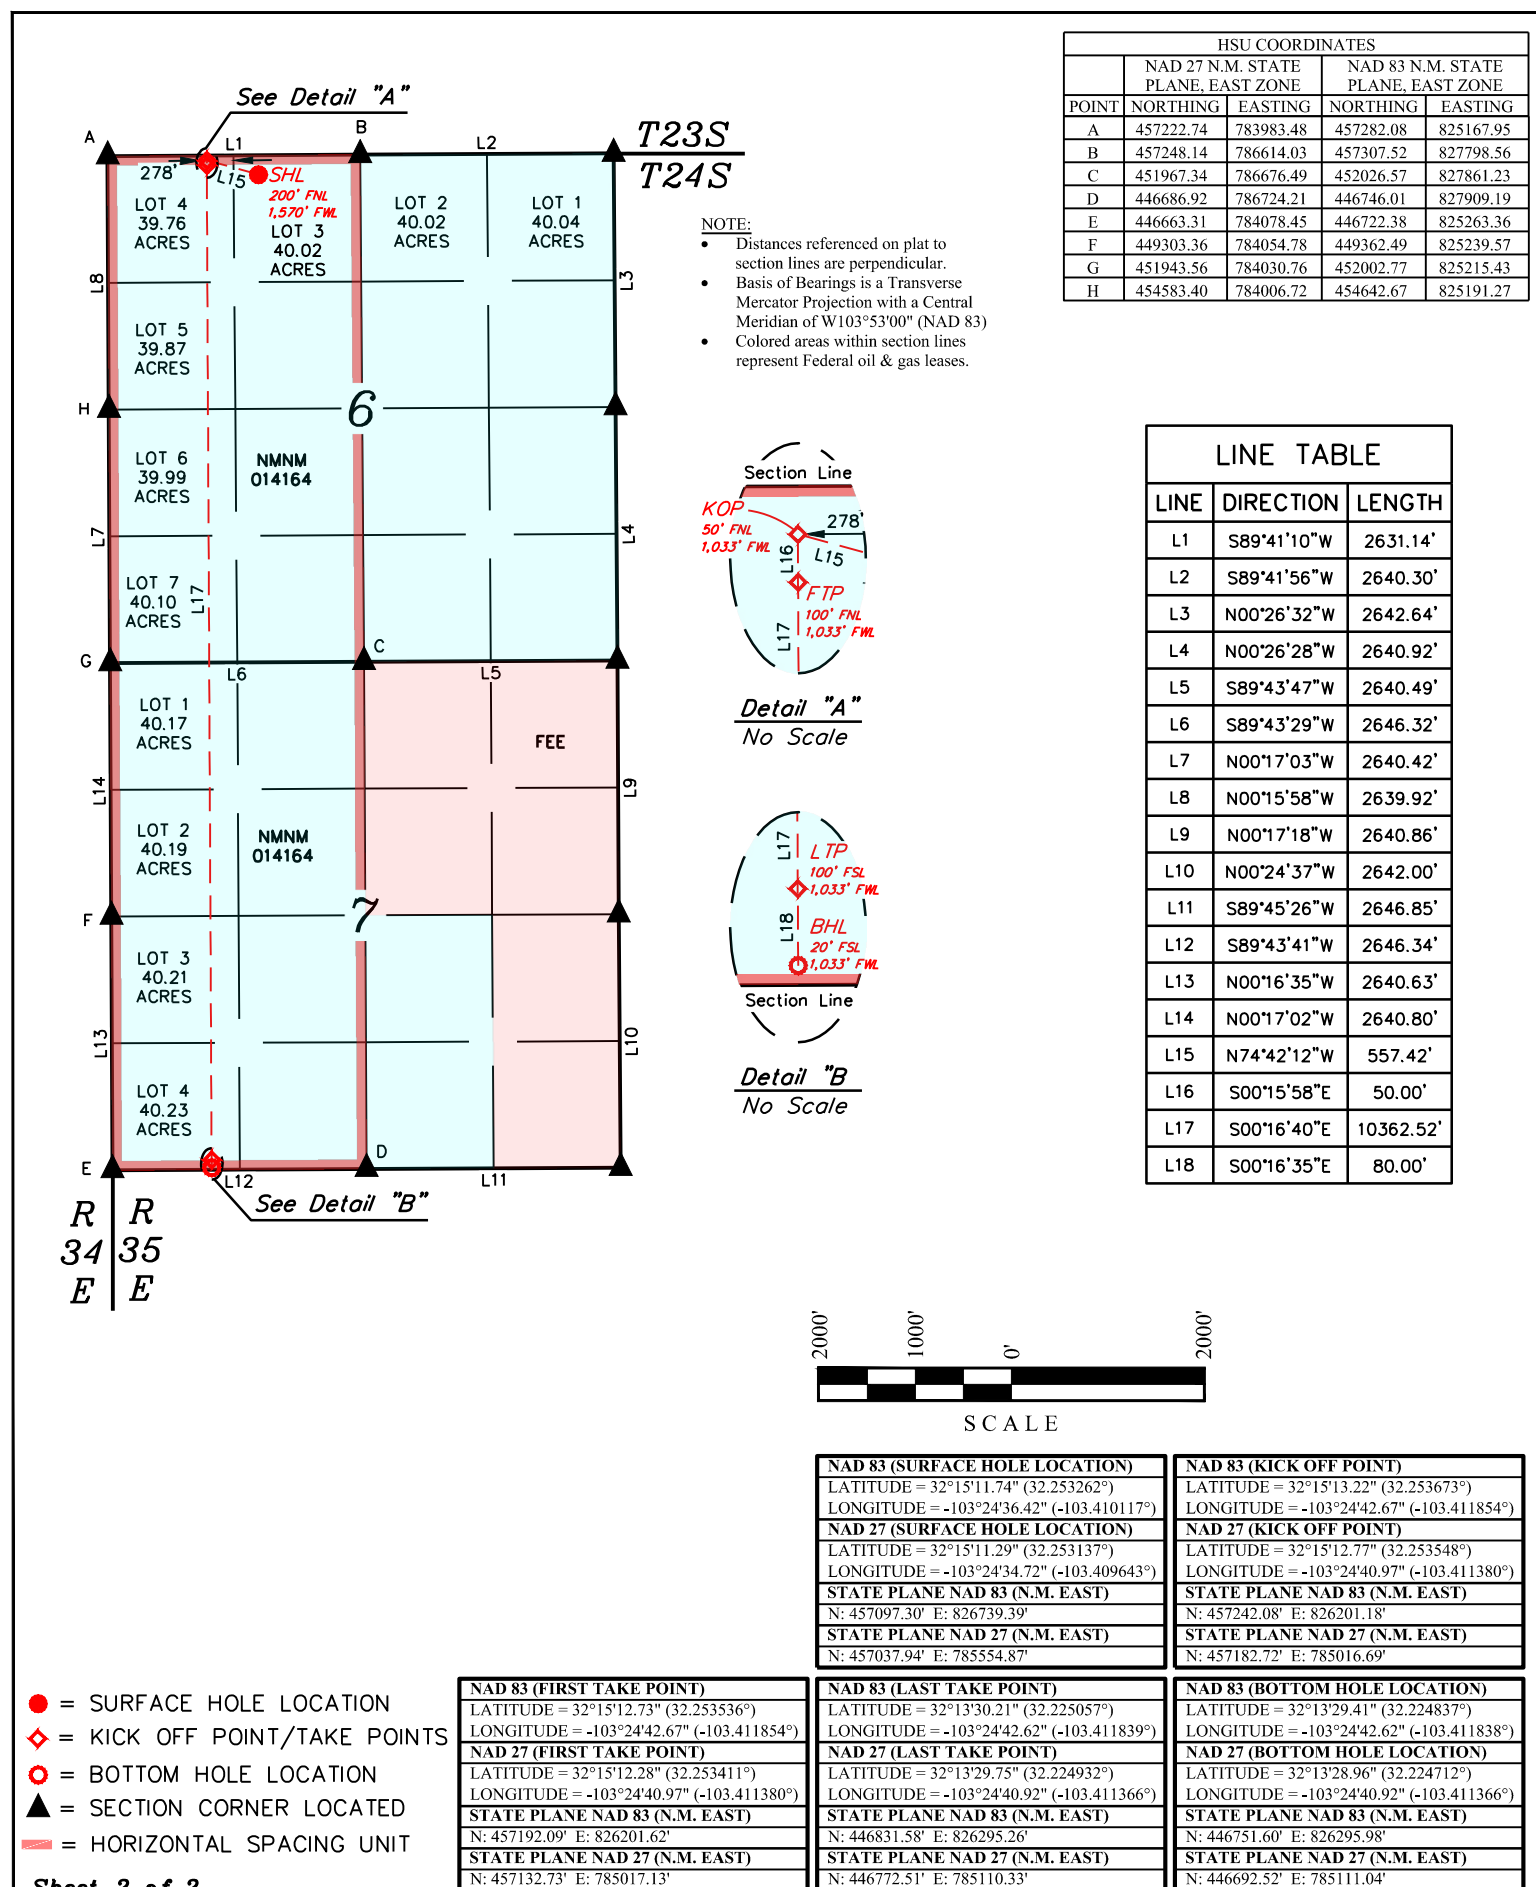 See Detail "A"
A
B
L1
L2
T23S
T24S
278'
L15
SHL
200' FNL
1,570' FWL
LOT 4
39.76
ACRES
LOT 3
40.02
ACRES
LOT 2
40.02
ACRES
LOT 1
40.04
ACRES
L8
L3
LOT 5
39.87
ACRES
H
6
LOT 6
39.99
ACRES
NMNM
014164
L7
L4
LOT 7
40.10
ACRES
L17
G
C
L6
L5
LOT 1
40.17
ACRES
FEE
L14
L9
LOT 2
40.19
ACRES
NMNM
014164
F
7
LOT 3
40.21
ACRES
L13
L10
LOT 4
40.23
ACRES
E
D
L12
L11
See Detail "B"
R R
34 35
E E
NOTE:
• Distances referenced on plat to
section lines are perpendicular.
• Basis of Bearings is a Transverse
Mercator Projection with a Central
Meridian of W103°53'00" (NAD 83)
• Colored areas within section lines
represent Federal oil & gas leases.
Section Line
KOP
50' FNL
1,033' FWL
278'
L16
L15
FTP
100' FNL
1,033' FWL
L17
Detail "A"
No Scale
L17
LTP
100' FSL
1,033' FWL
L18
BHL
20' FSL
1,033' FWL
Section Line
Detail "B
No Scale
HSU COORDINATES
NAD 27 N.M. STATE PLANE, EAST ZONE NAD 83 N.M. STATE PLANE, EAST ZONE
POINT NORTHING EASTING NORTHING EASTING
A 457222.74 783983.48 457282.08 825167.95
B 457248.14 786614.03 457307.52 827798.56
C 451967.34 786676.49 452026.57 827861.23
D 446686.92 786724.21 446746.01 827909.19
E 446663.31 784078.45 446722.38 825263.36
F 449303.36 784054.78 449362.49 825239.57
G 451943.56 784030.76 452002.77 825215.43
H 454583.40 784006.72 454642.67 825191.27
LINE TABLE
LINE DIRECTION LENGTH
L1 S89°41'10"W 2631.14'
L2 S89°41'56"W 2640.30'
L3 N00°26'32"W 2642.64'
L4 N00°26'28"W 2640.92'
L5 S89°43'47"W 2640.49'
L6 S89°43'29"W 2646.32'
L7 N00°17'03"W 2640.42'
L8 N00°15'58"W 2639.92'
L9 N00°17'18"W 2640.86'
L10 N00°24'37"W 2642.00'
L11 S89°45'26"W 2646.85'
L12 S89°43'41"W 2646.34'
L13 N00°16'35"W 2640.63'
L14 N00°17'02"W 2640.80'
L15 N74°42'12"W 557.42'
L16 S00°15'58"E 50.00'
L17 S00°16'40"E 10362.52'
L18 S00°16'35"E 80.00'
2000' 1000' 0' 2000'
SCALE
NAD 83 (SURFACE HOLE LOCATION)
LATITUDE = 32°15'11.74" (32.253262°)
LONGITUDE = -103°24'36.42" (-103.410117°)
NAD 27 (SURFACE HOLE LOCATION)
LATITUDE = 32°15'11.29" (32.253137°)
LONGITUDE = -103°24'34.72" (-103.409643°)
STATE PLANE NAD 83 (N.M. EAST)
N: 457097.30' E: 826739.39'
STATE PLANE NAD 27 (N.M. EAST)
N: 457037.94' E: 785554.87'
NAD 83 (KICK OFF POINT)
LATITUDE = 32°15'13.22" (32.253673°)
LONGITUDE = -103°24'42.67" (-103.411854°)
NAD 27 (KICK OFF POINT)
LATITUDE = 32°15'12.77" (32.253548°)
LONGITUDE = -103°24'40.97" (-103.411380°)
STATE PLANE NAD 83 (N.M. EAST)
N: 457242.08' E: 826201.18'
STATE PLANE NAD 27 (N.M. EAST)
N: 457182.72' E: 785016.69'
= SURFACE HOLE LOCATION
= KICK OFF POINT/TAKE POINTS
= BOTTOM HOLE LOCATION
= SECTION CORNER LOCATED
= HORIZONTAL SPACING UNIT
Sheet 2 of 2
NAD 83 (FIRST TAKE POINT)
LATITUDE = 32°15'12.73" (32.253536°)
LONGITUDE = -103°24'42.67" (-103.411854°)
NAD 27 (FIRST TAKE POINT)
LATITUDE = 32°15'12.28" (32.253411°)
LONGITUDE = -103°24'40.97" (-103.411380°)
STATE PLANE NAD 83 (N.M. EAST)
N: 457192.09' E: 826201.62'
STATE PLANE NAD 27 (N.M. EAST)
N: 457132.73' E: 785017.13'
NAD 83 (LAST TAKE POINT)
LATITUDE = 32°13'30.21" (32.225057°)
LONGITUDE = -103°24'42.62" (-103.411839°)
NAD 27 (LAST TAKE POINT)
LATITUDE = 32°13'29.75" (32.224932°)
LONGITUDE = -103°24'40.92" (-103.411366°)
STATE PLANE NAD 83 (N.M. EAST)
N: 446831.58' E: 826295.26'
STATE PLANE NAD 27 (N.M. EAST)
N: 446772.51' E: 785110.33'
NAD 83 (BOTTOM HOLE LOCATION)
LATITUDE = 32°13'29.41" (32.224837°)
LONGITUDE = -103°24'42.62" (-103.411838°)
NAD 27 (BOTTOM HOLE LOCATION)
LATITUDE = 32°13'28.96" (32.224712°)
LONGITUDE = -103°24'40.92" (-103.411366°)
STATE PLANE NAD 83 (N.M. EAST)
N: 446751.60' E: 826295.98'
STATE PLANE NAD 27 (N.M. EAST)
N: 446692.52' E: 785111.04'